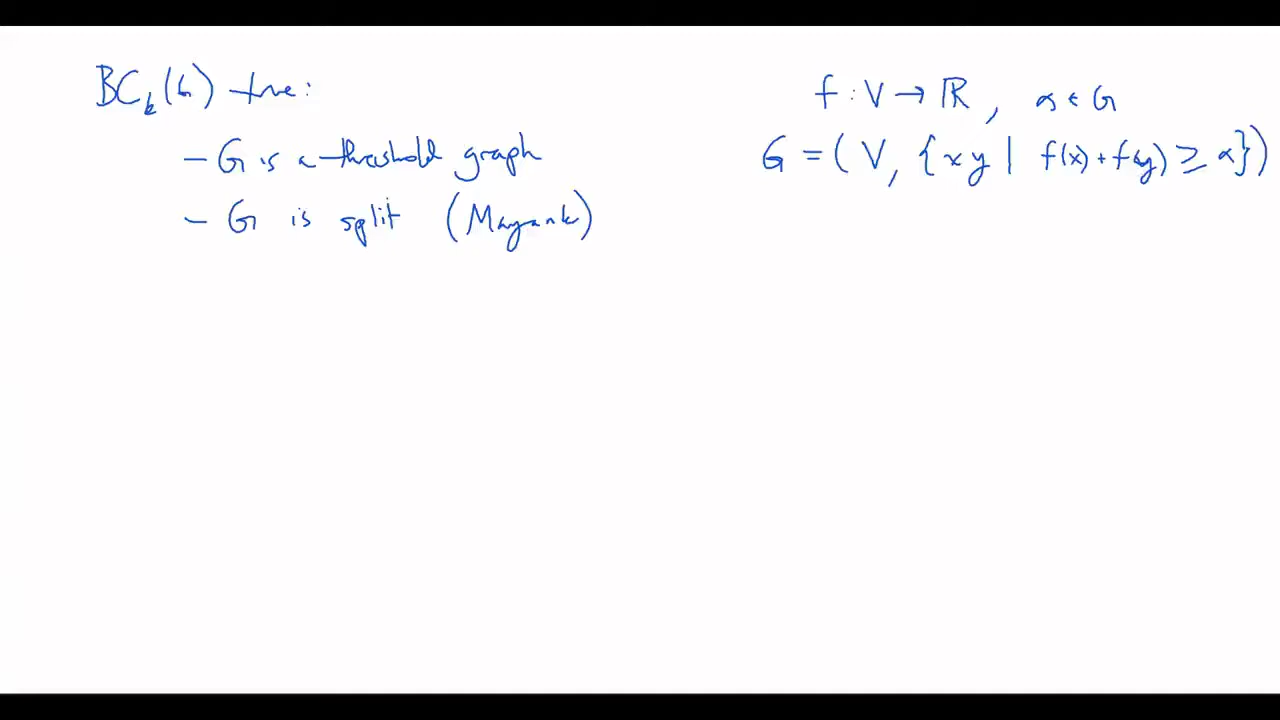 BC_k(G) true:
– G is a threshold graph
– G is split (Mayank)
f : V → ℝ, α ∈ G
G = (V, {xy | f(x) + f(y) ≥ α})